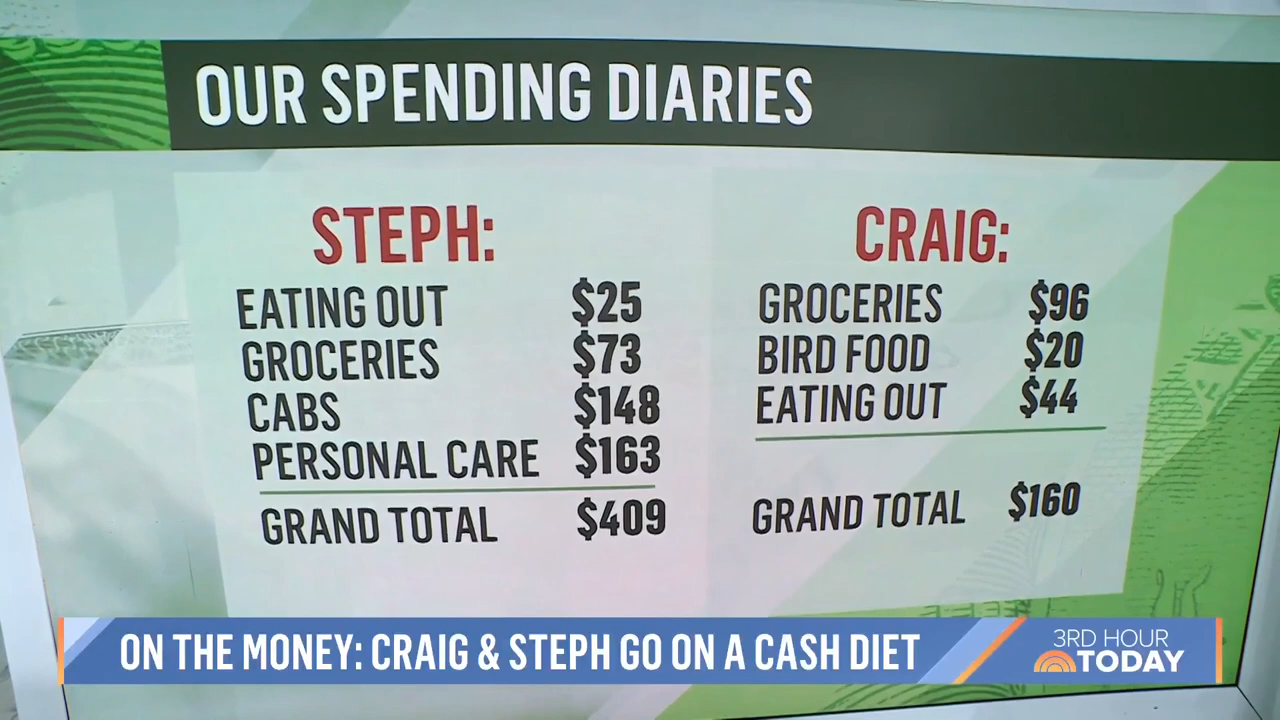 OUR SPENDING DIARIES
STEPH:
EATING OUT $25
GROCERIES $73
CABS $148
PERSONAL CARE $163
GRAND TOTAL $409
CRAIG:
GROCERIES $96
BIRD FOOD $20
EATING OUT $44
GRAND TOTAL $160
ON THE MONEY: CRAIG & STEPH GO ON A CASH DIET
3RD HOUR
TODAY